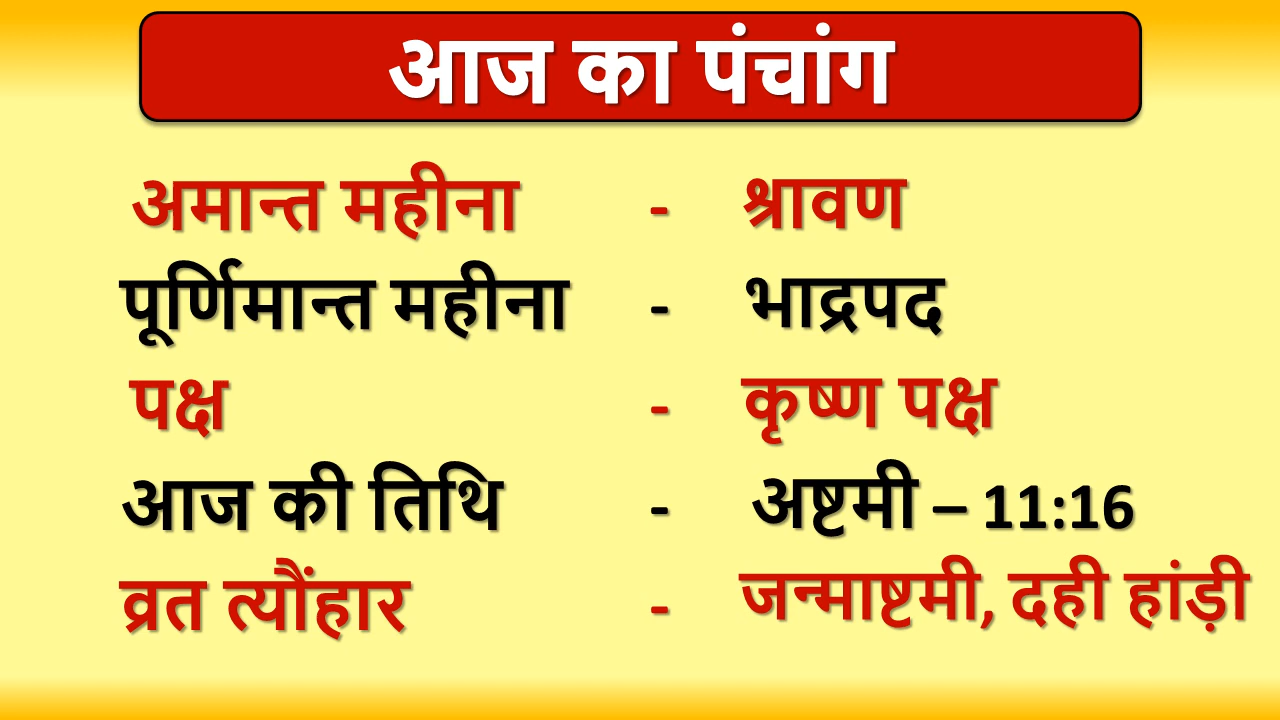 आज का पंचांग
अमान्त महीना - श्रावण
पूर्णिमान्त महीना - भाद्रपद
पक्ष - कृष्ण पक्ष
आज की तिथि - अष्टमी – 11:16
व्रत त्यौंहार - जन्माष्टमी, दही हांड़ी